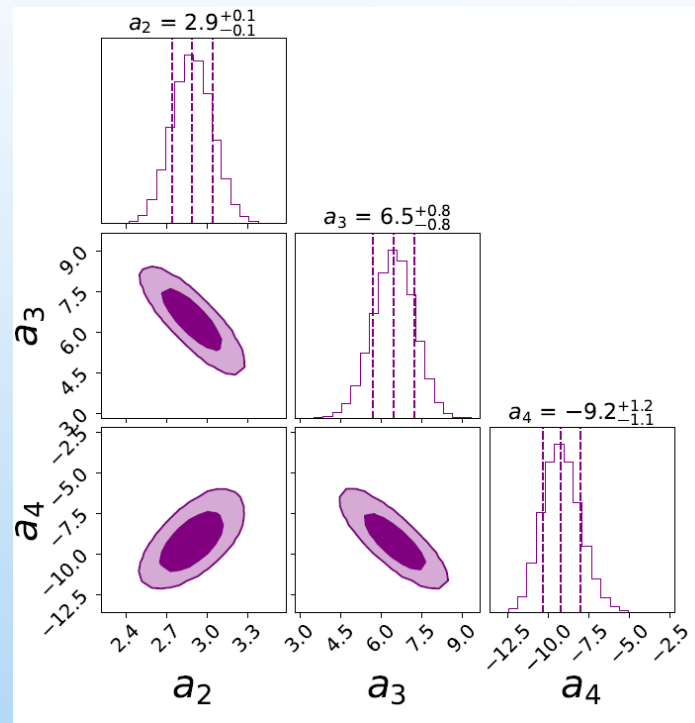 a₂ = 2.9⁺⁰·¹₋₀.₁
a₃ = 6.5⁺⁰·⁸₋₀.₈
9.0
7.5
6.0
4.5
3.0
a₃
a₄ = −9.2⁺¹·²₋₁.₁
−2.5
−5.0
−7.5
−10.0
−12.5
a₄
2.4 2.7 3.0 3.3
3.0 4.5 6.0 7.5 9.0
−12.5 −10.0 −7.5 −5.0 −2.5
a₂ a₃ a₄